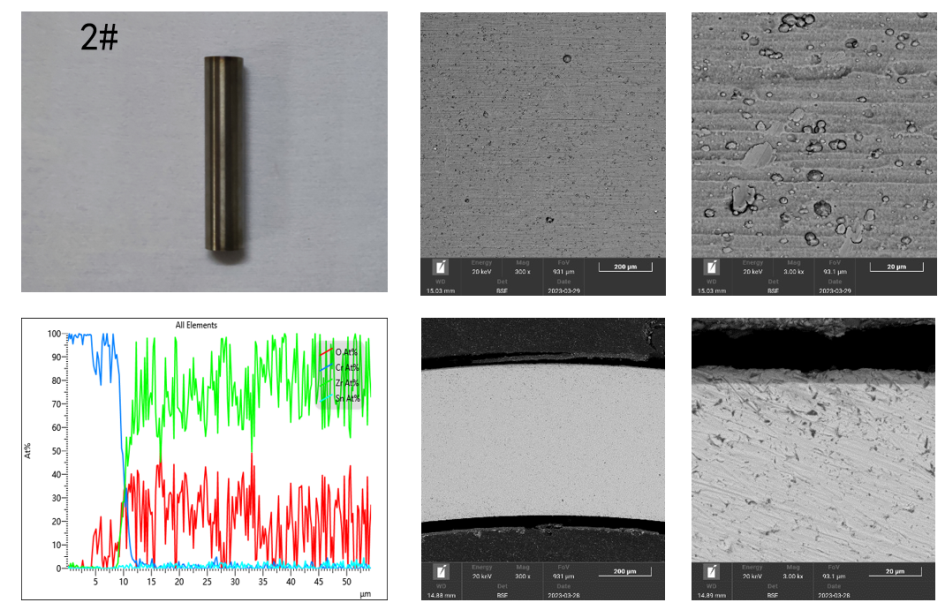 2#
Energy Mag FoV
20 keV 300 x 931 µm 200 µm
WD Det Date
15.03 mm BSE 2023-03-29
Energy Mag FoV
20 keV 3.00 kx 93.1 µm 20 µm
WD Det Date
15.03 mm BSE 2023-03-29
All Elements
At%
100
90
80
70
60
50
40
30
20
10
0
O At%
Cr At%
Zr At%
Sn At%
5 10 15 20 25 30 35 40 45 50
µm
Energy Mag FoV
20 keV 300 x 931 µm 200 µm
WD Det Date
14.88 mm BSE 2023-03-28
Energy Mag FoV
20 keV 3.00 kx 93.1 µm 20 µm
WD Det Date
14.89 mm BSE 2023-03-28